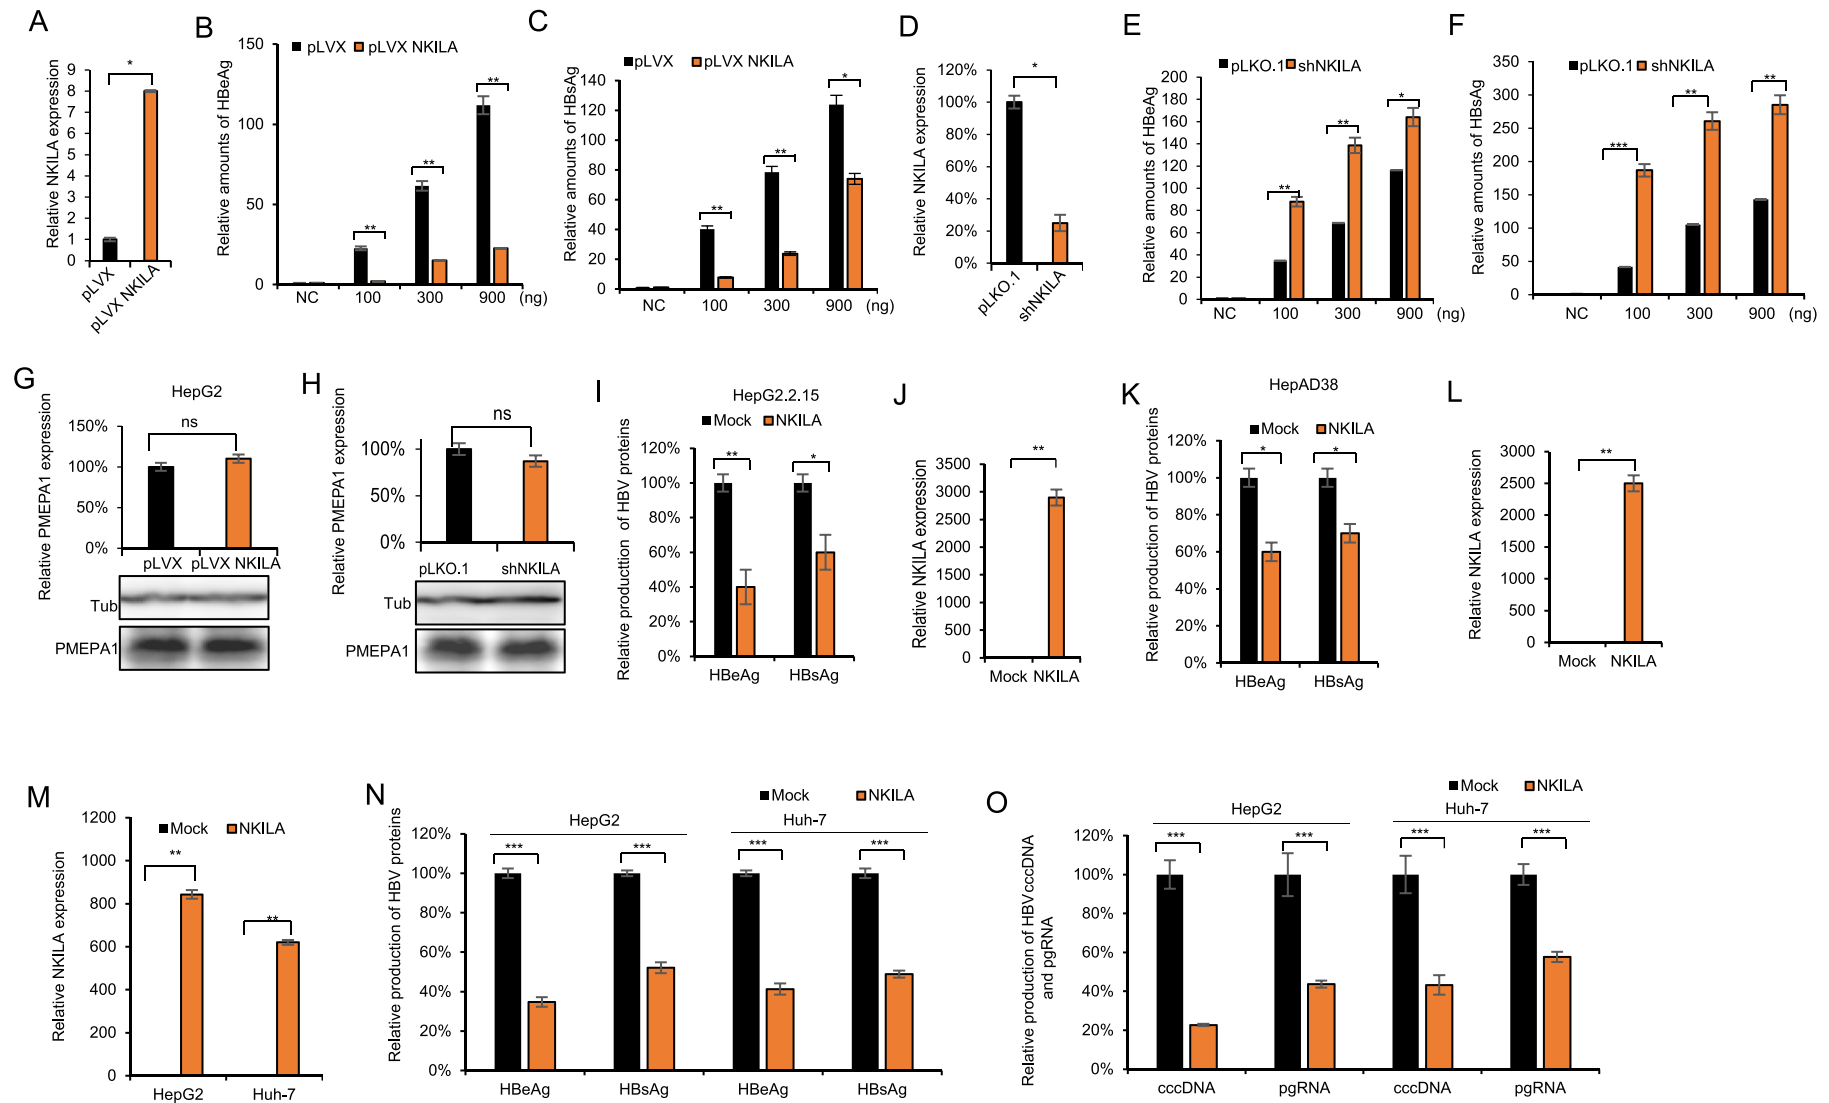 A
Relative NKILA expression
9
8
7
6
5
4
3
2
1
0
*
pLVX
pLVX NKILA
B
Relative amounts of HBeAg
pLVX pLVX NKILA
150
100
50
0
**
**
**
NC 100 300 900 (ng)
C
Relative amounts of HBsAg
pLVX pLVX NKILA
140
120
100
80
60
40
20
0
**
**
*
NC 100 300 900 (ng)
D
Relative NKILA expression
120%
100%
80%
60%
40%
20%
0%
*
pLKO.1
shNKILA
E
Relative amounts of HBeAg
pLKO.1 shNKILA
200
180
160
140
120
100
80
60
40
20
0
**
**
*
NC 100 300 900 (ng)
F
Relative amounts of HBsAg
pLKO.1 shNKILA
350
300
250
200
150
100
50
0
***
**
**
NC 100 300 900 (ng)
G
HepG2
Relative PMEPA1 expression
150%
100%
50%
0%
ns
pLVX pLVX NKILA
Tub
PMEPA1
H
Relative PMEPA1 expression
100%
50%
0%
ns
pLKO.1 shNKILA
Tub
PMEPA1
I
HepG2.2.15
Mock NKILA
Relative production of HBV proteins
120%
100%
80%
60%
40%
20%
0%
**
*
HBeAg HBsAg
J
Relative NKILA expression
3500
3000
2500
2000
1500
1000
500
0
**
Mock NKILA
K
HepAD38
Mock NKILA
Relative production of HBV proteins
120%
100%
80%
60%
40%
20%
0%
*
*
HBeAg HBsAg
L
Relative NKILA expression
3000
2500
2000
1500
1000
500
0
**
Mock NKILA
M
Relative NKILA expression
Mock NKILA
1200
1000
800
600
400
200
0
**
**
HepG2 Huh-7
N
Mock NKILA
HepG2 Huh-7
Relative production of HBV proteins
120%
100%
80%
60%
40%
20%
0%
*** *** *** ***
HBeAg HBsAg HBeAg HBsAg
O
Mock NKILA
HepG2 Huh-7
Relative production of HBV cccDNA
and pgRNA
120%
100%
80%
60%
40%
20%
0%
*** *** *** ***
cccDNA pgRNA cccDNA pgRNA